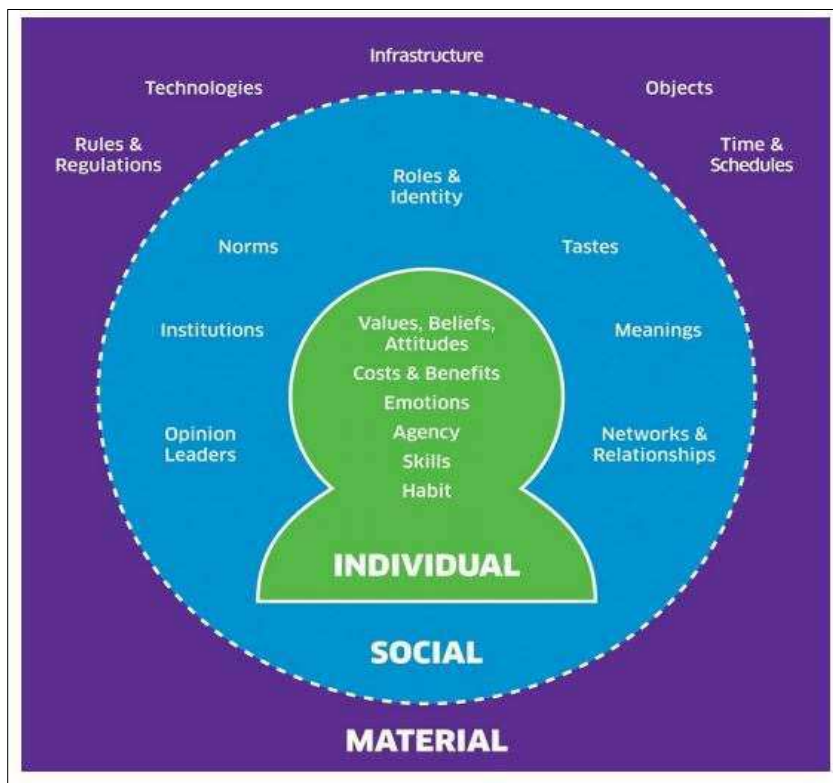 Infrastructure
Technologies
Objects
Rules &
Regulations
Time &
Schedules
Roles &
Identity
Norms
Tastes
Institutions
Meanings
Opinion
Leaders
Networks &
Relationships
Values, Beliefs,
Attitudes
Costs & Benefits
Emotions
Agency
Skills
Habit
INDIVIDUAL
SOCIAL
MATERIAL